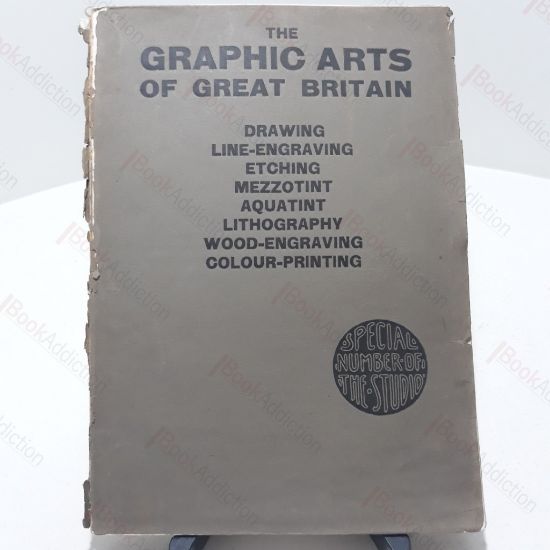 THE
GRAPHIC ARTS
OF GREAT BRITAIN
DRAWING
LINE-ENGRAVING
ETCHING
MEZZOTINT
AQUATINT
LITHOGRAPHY
WOOD-ENGRAVING
COLOUR-PRINTING
SPECIAL
NUMBER·OF·
·THE·STUDIO·
BookAddiction